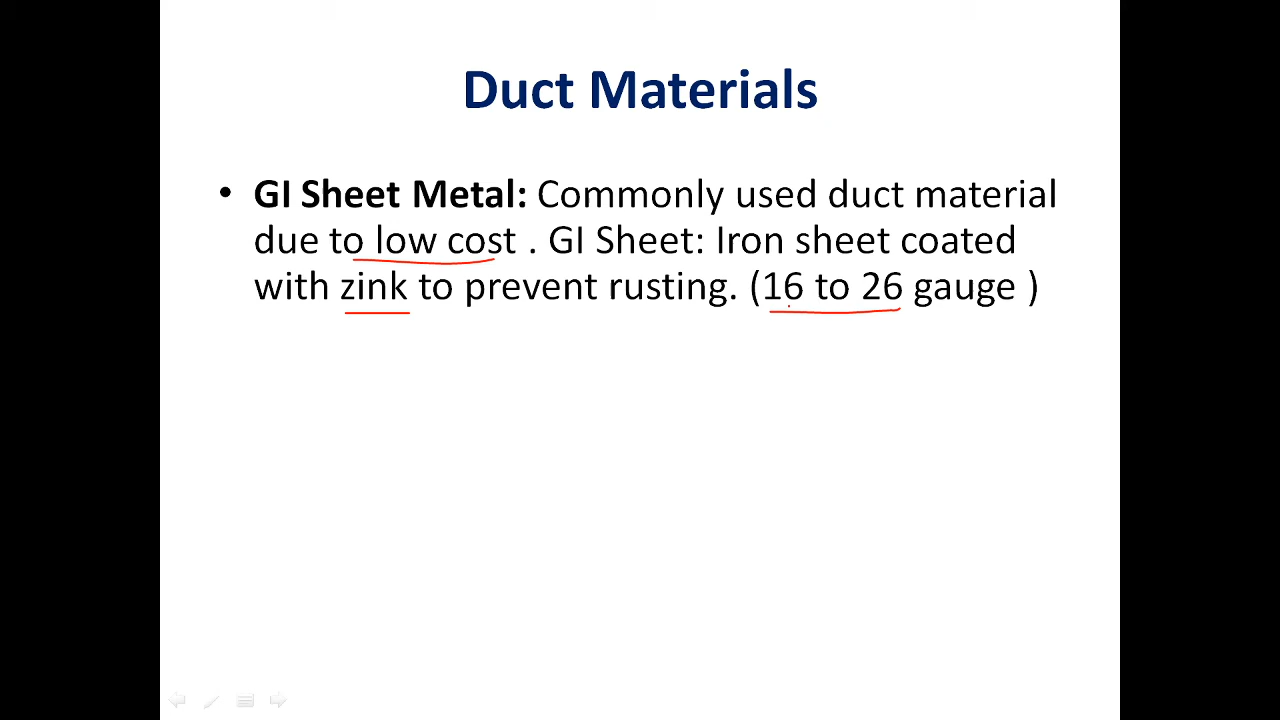 Duct Materials
• GI Sheet Metal: Commonly used duct material
due to low cost . GI Sheet: Iron sheet coated
with zink to prevent rusting. (16 to 26 gauge )